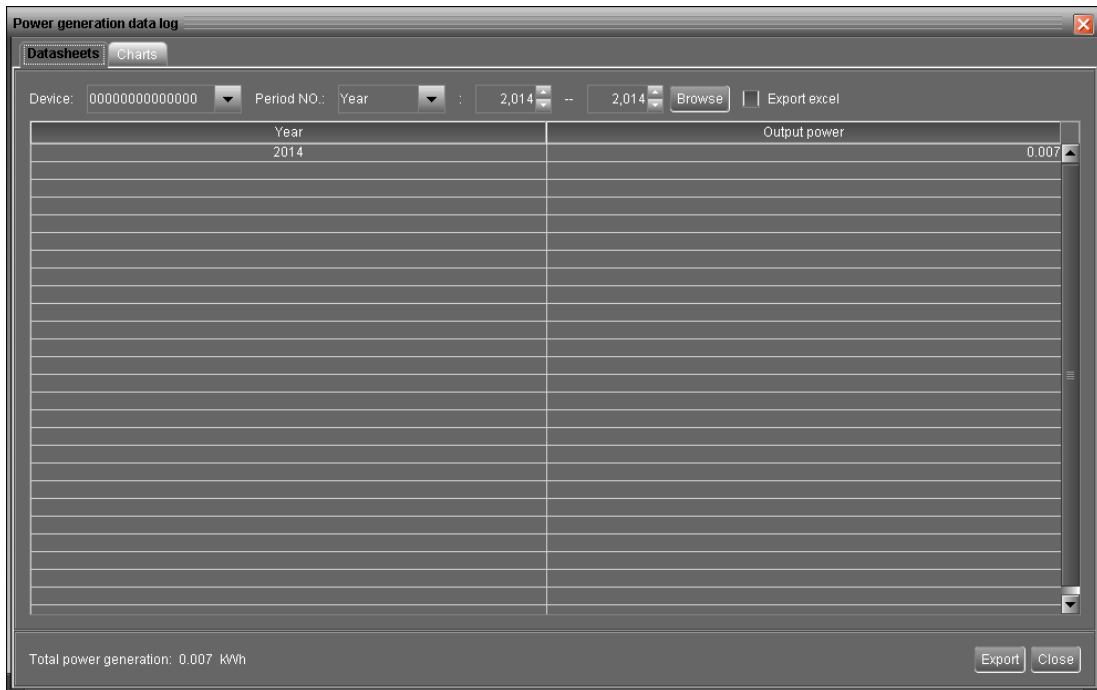 Power generation data log
Datasheets Charts
Device: 00000000000000 Period NO.: Year : 2,014 -- 2,014 Browse Export excel
Year Output power
2014 0.007
Total power generation: 0.007 kWh Export Close